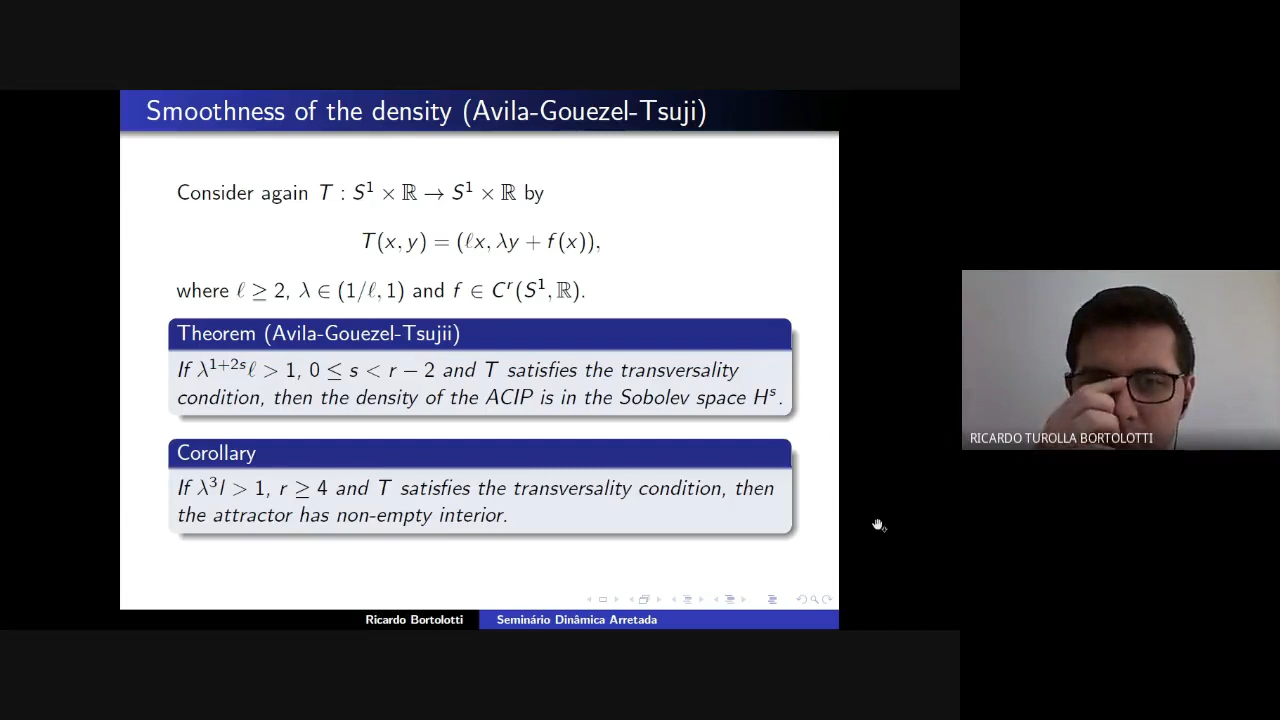 Smoothness of the density (Avila-Gouezel-Tsuji)
Consider again T : S¹ × ℝ → S¹ × ℝ by
T(x, y) = (ℓx, λy + f(x)),
where ℓ ≥ 2, λ ∈ (1/ℓ, 1) and f ∈ Cʳ(S¹, ℝ).
Theorem (Avila-Gouezel-Tsujii)
If λ¹⁺²ˢℓ > 1, 0 ≤ s < r − 2 and T satisfies the transversality
condition, then the density of the ACIP is in the Sobolev space Hˢ.
Corollary
If λ³l > 1, r ≥ 4 and T satisfies the transversality condition, then
the attractor has non-empty interior.
RICARDO TUROLLA BORTOLOTTI
Ricardo Bortolotti
Seminário Dinâmica Arretada